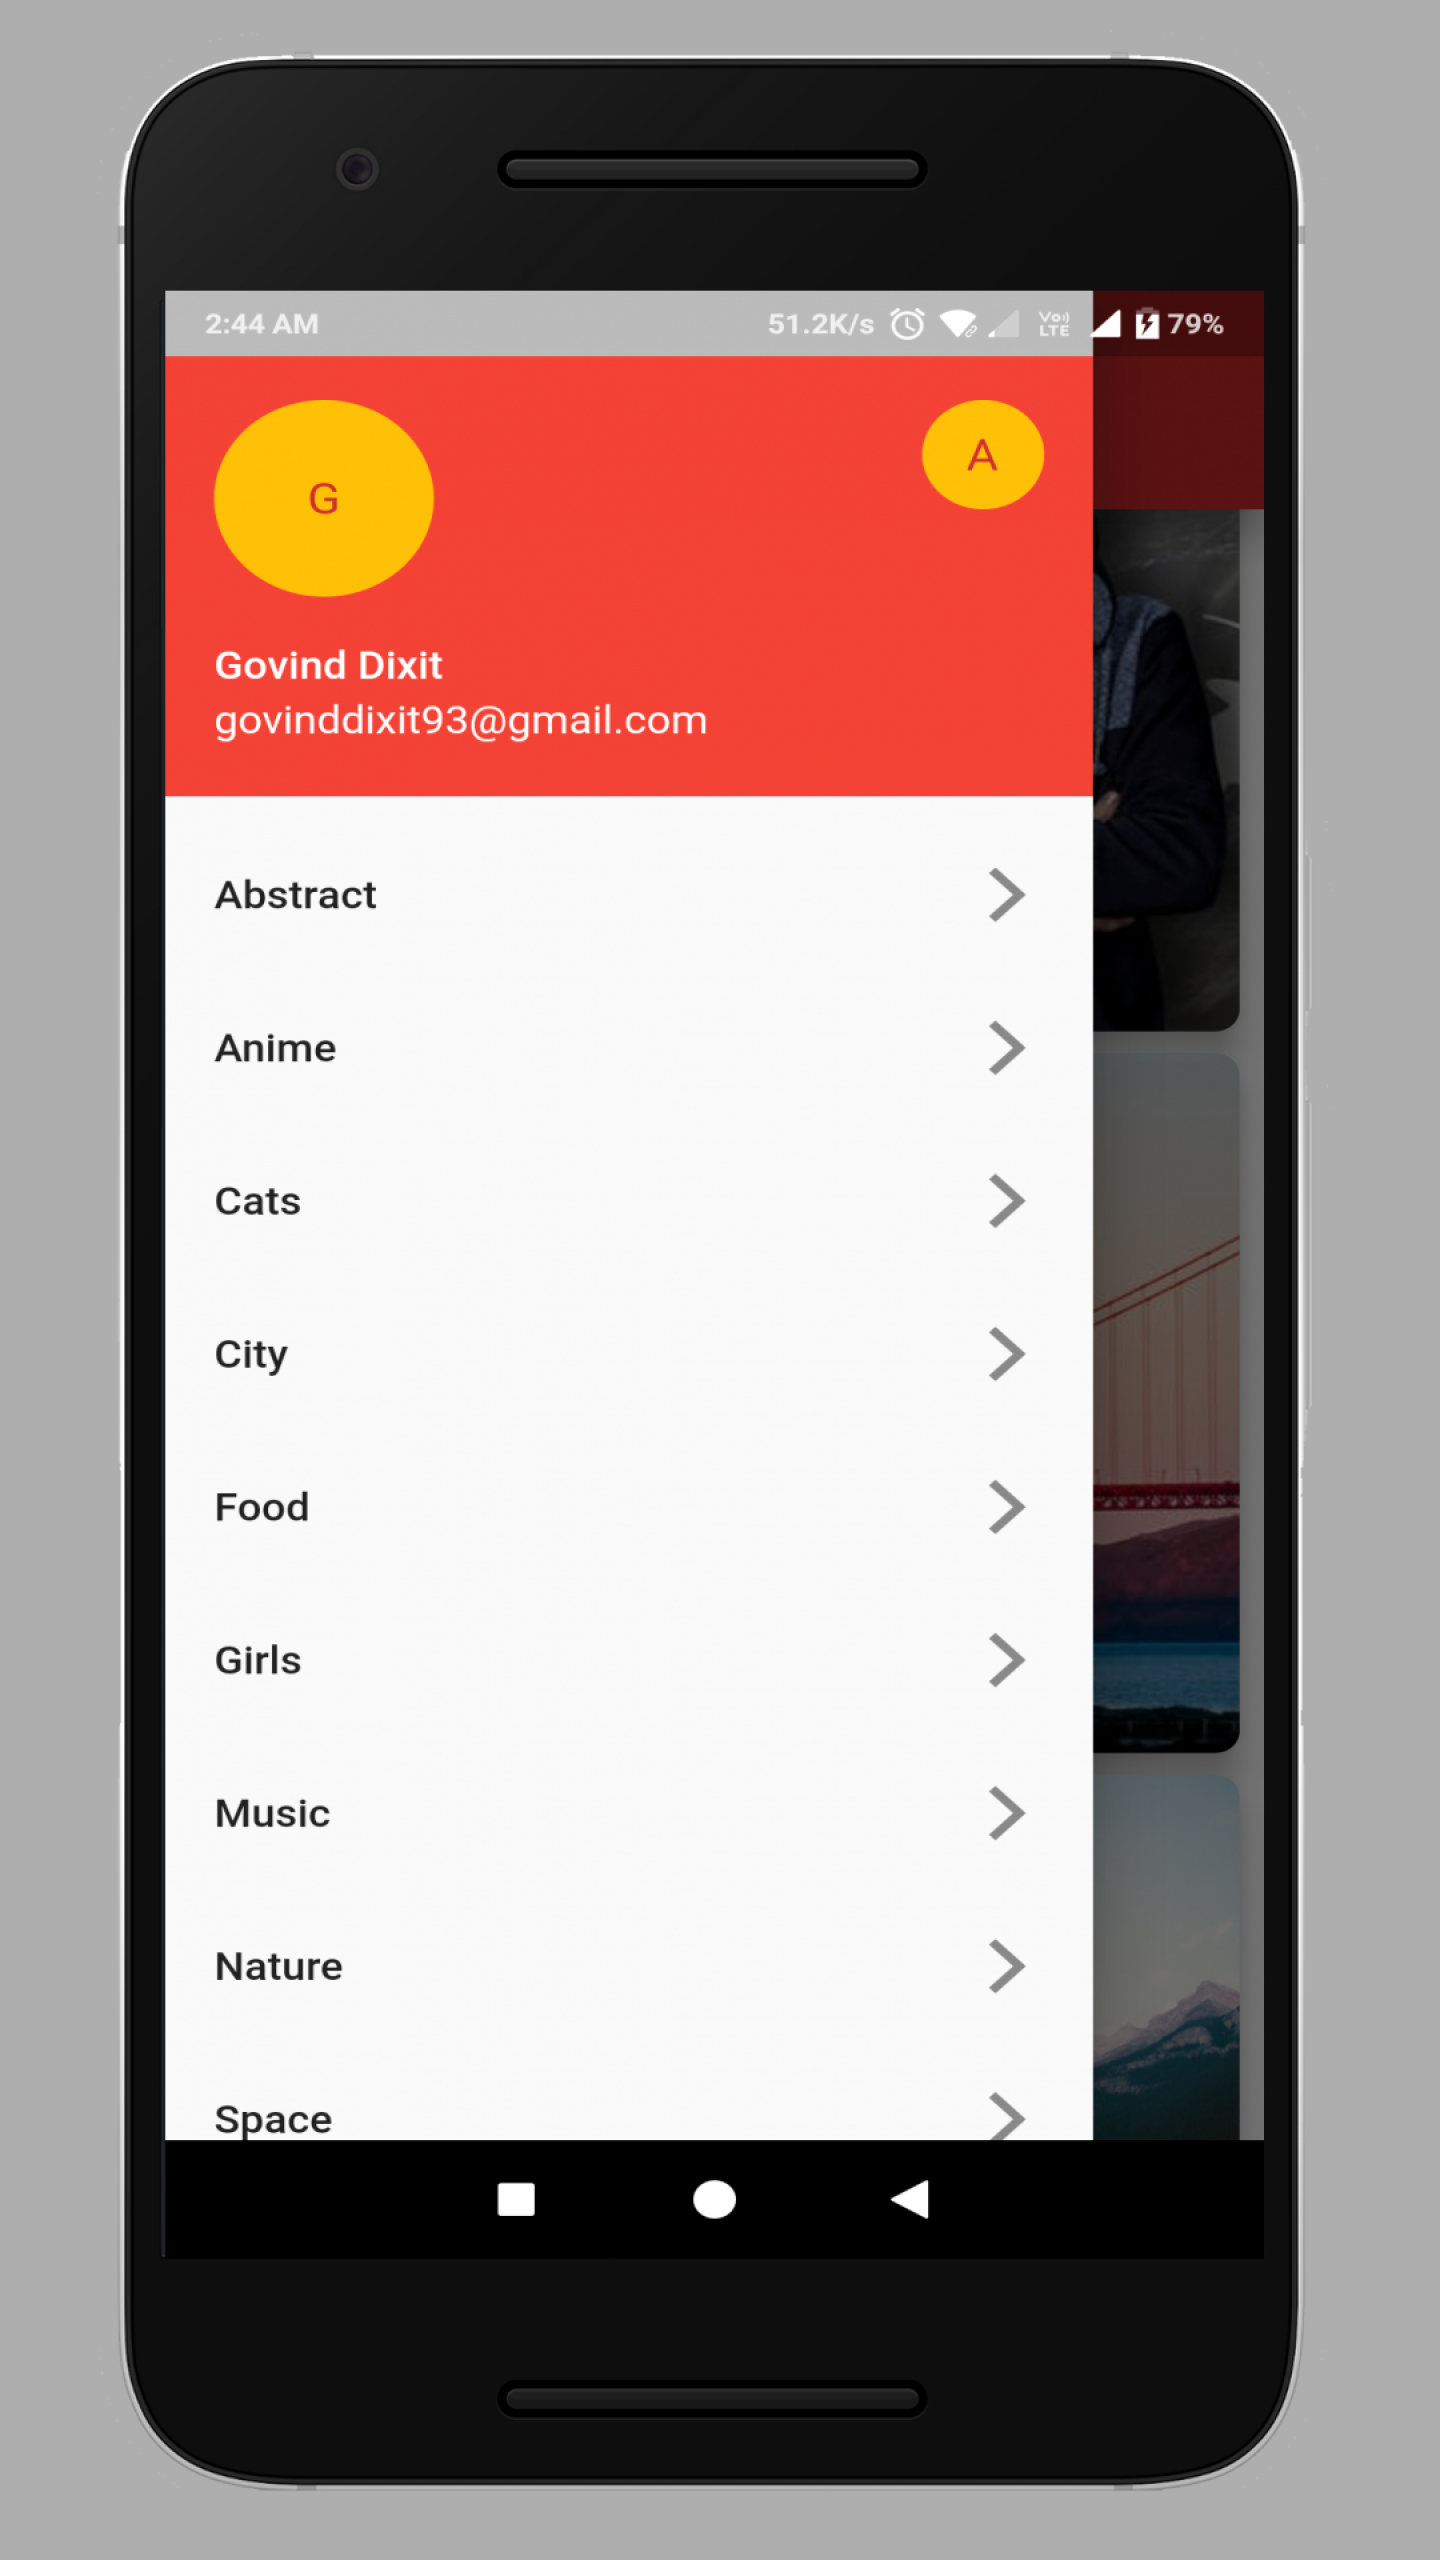 2:44 AM 51.2K/s Vo)) LTE 79%
G
A
Govind Dixit
govinddixit93@gmail.com
Abstract
Anime
Cats
City
Food
Girls
Music
Nature
Space